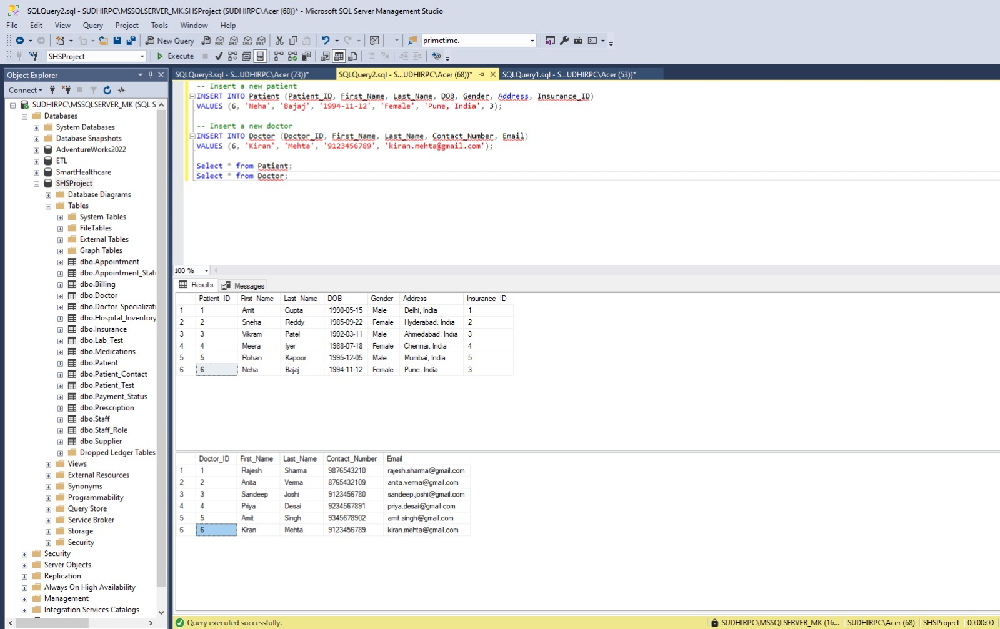 SQLQuery2.sql - SUDHIRPC\MSSQLSERVER_MK.SHSProject (SUDHIRPC\Acer (68))* - Microsoft SQL Server Management Studio
File Edit View Query Project Tools Window Help
New Query MDX DMX XMLA DAX primetime.
SHSProject Execute
Object Explorer
Connect
SUDHIRPC\MSSQLSERVER_MK (SQL S
Databases
System Databases
Database Snapshots
AdventureWorks2022
ETL
SmartHealthcare
SHSProject
Database Diagrams
Tables
System Tables
FileTables
External Tables
Graph Tables
dbo.Appointment
dbo.Appointment_Statu
dbo.Billing
dbo.Doctor
dbo.Doctor_Specializati
dbo.Hospital_Inventory
dbo.Insurance
dbo.Lab_Test
dbo.Medications
dbo.Patient
dbo.Patient_Contact
dbo.Patient_Test
dbo.Payment_Status
dbo.Prescription
dbo.Staff
dbo.Staff_Role
dbo.Supplier
Dropped Ledger Tables
Views
External Resources
Synonyms
Programmability
Query Store
Service Broker
Storage
Security
Security
Server Objects
Replication
Always On High Availability
Management
Integration Services Catalogs
SQLQuery3.sql - S...UDHIRPC\Acer (73))* SQLQuery2.sql - S...UDHIRPC\Acer (68))* SQLQuery1.sql - S...UDHIRPC\Acer (53))*
-- Insert a new patient
INSERT INTO Patient (Patient_ID, First_Name, Last_Name, DOB, Gender, Address, Insurance_ID)
VALUES (6, 'Neha', 'Bajaj', '1994-11-12', 'Female', 'Pune, India', 3);
-- Insert a new doctor
INSERT INTO Doctor (Doctor_ID, First_Name, Last_Name, Contact_Number, Email)
VALUES (6, 'Kiran', 'Mehta', '9123456789', 'kiran.mehta@gmail.com');
Select * from Patient;
Select * from Doctor;
100 %
Results Messages
Patient_ID First_Name Last_Name DOB Gender Address Insurance_ID
1 1 Amit Gupta 1990-05-15 Male Delhi, India 1
2 2 Sneha Reddy 1985-09-22 Female Hyderabad, India 2
3 3 Vikram Patel 1992-03-11 Male Ahmedabad, India 3
4 4 Meera Iyer 1988-07-18 Female Chennai, India 4
5 5 Rohan Kapoor 1995-12-05 Male Mumbai, India 5
6 6 Neha Bajaj 1994-11-12 Female Pune, India 3
Doctor_ID First_Name Last_Name Contact_Number Email
1 1 Rajesh Sharma 9876543210 rajesh.sharma@gmail.com
2 2 Anita Verma 8765432109 anita.verma@gmail.com
3 3 Sandeep Joshi 9123456780 sandeep.joshi@gmail.com
4 4 Priya Desai 9234567891 priya.desai@gmail.com
5 5 Amit Singh 9345678902 amit.singh@gmail.com
6 6 Kiran Mehta 9123456789 kiran.mehta@gmail.com
Query executed successfully. SUDHIRPC\MSSQLSERVER_MK (16... SUDHIRPC\Acer (68) SHSProject 00:00:00